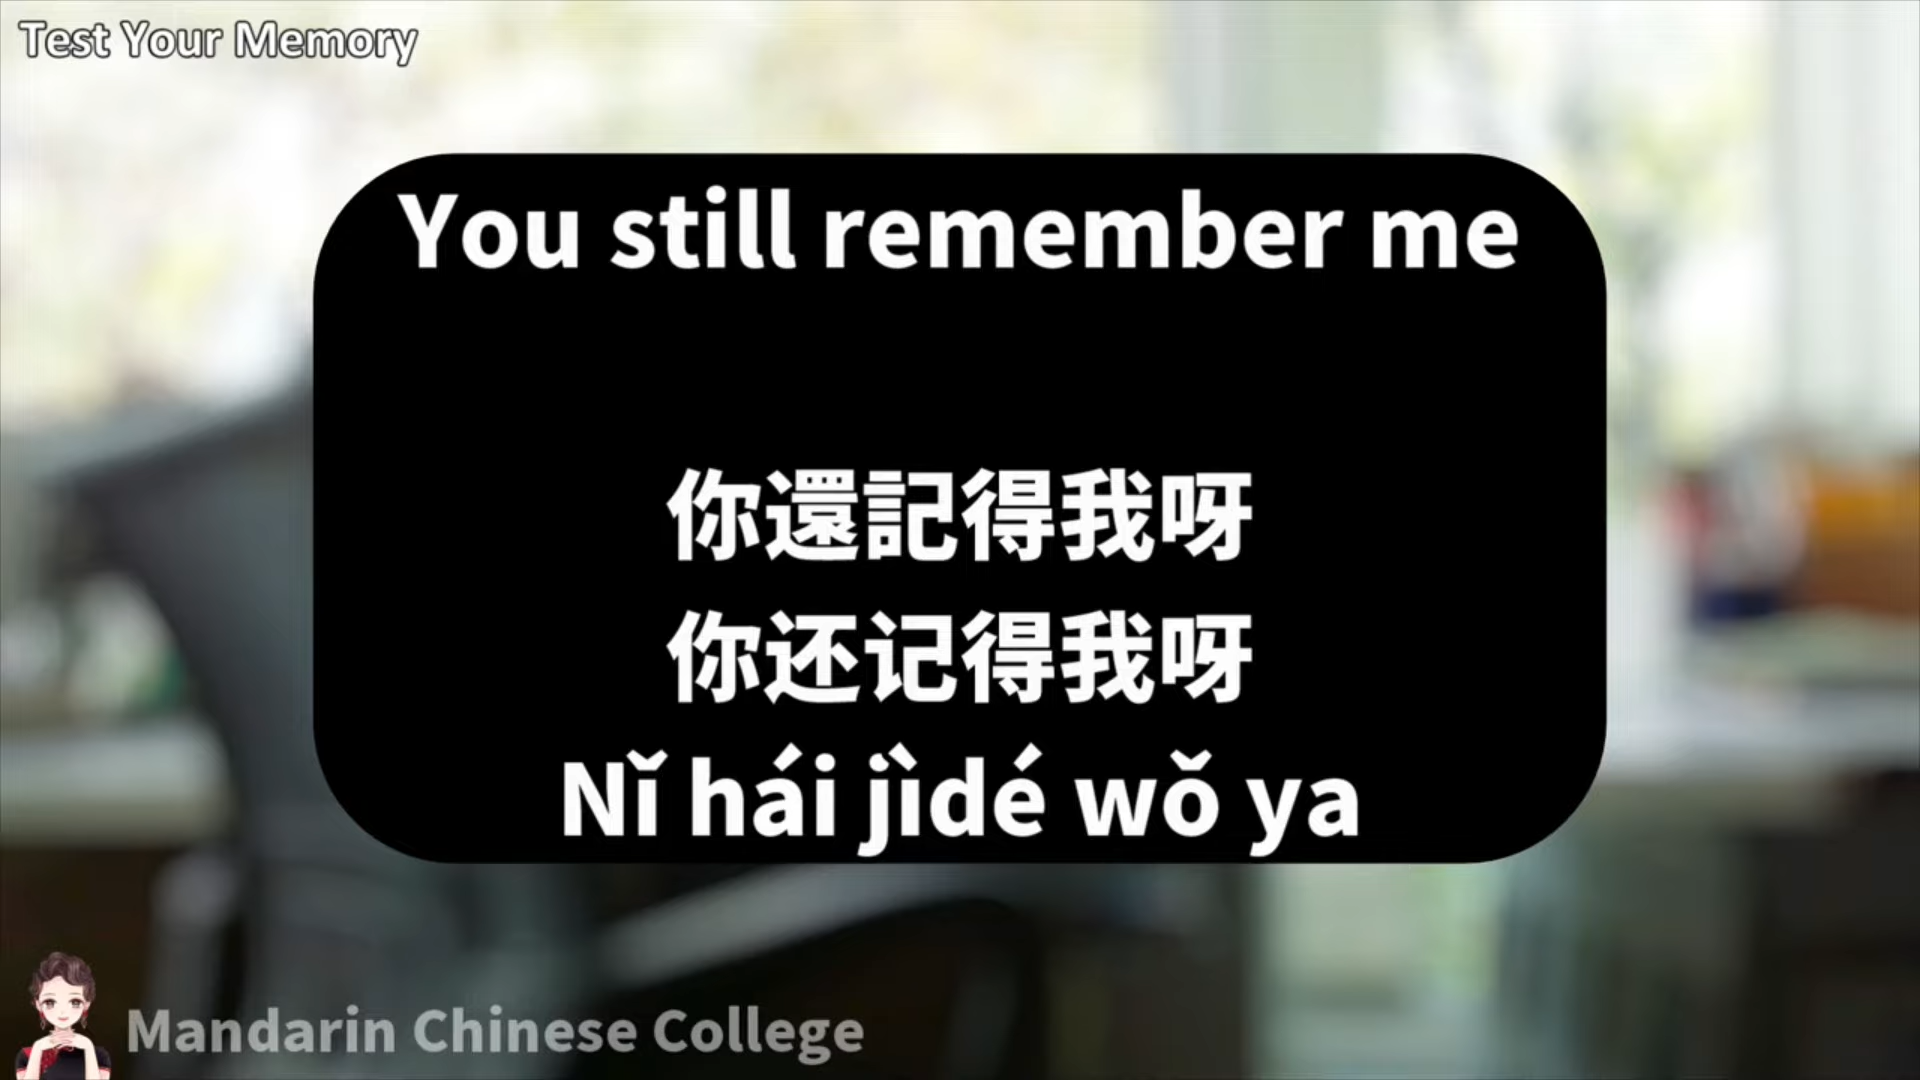 Test Your Memory
You still remember me
你還記得我呀
你还记得我呀
Nǐ hái jìdé wǒ ya
Mandarin Chinese College